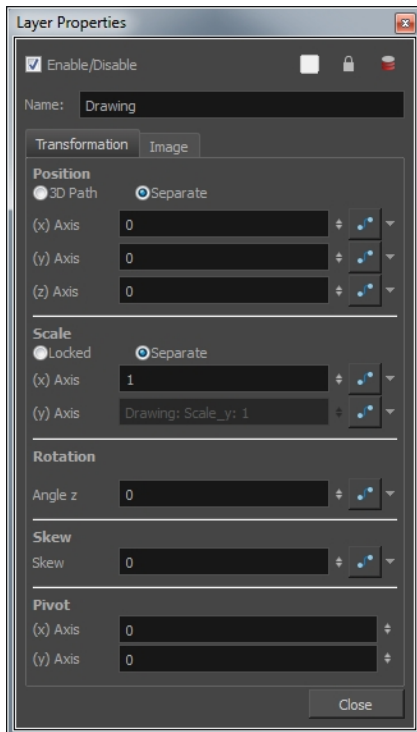 Layer Properties
Enable/Disable
Name: Drawing
Transformation Image
Position
3D Path Separate
(x) Axis 0
(y) Axis 0
(z) Axis 0
Scale
Locked Separate
(x) Axis 1
(y) Axis Drawing: Scale_y: 1
Rotation
Angle z 0
Skew
Skew 0
Pivot
(x) Axis 0
(y) Axis 0
Close